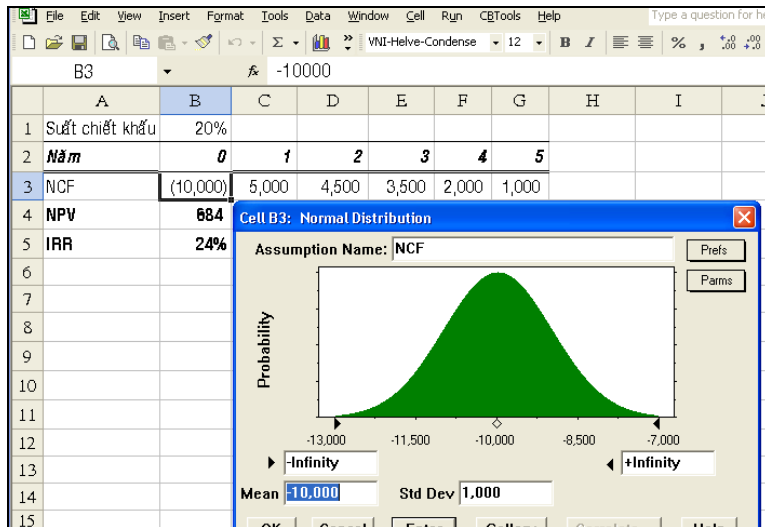 File Edit View Insert Format Tools Data Window Cell Run CBTools Help Type a question for he
Σ VNI-Helve-Condense 12 B I % , .00 .00
B3 fx -10000
A B C D E F G H I
1 Suất chiết khấu 20%
2 Năm 0 1 2 3 4 5
3 NCF (10,000) 5,000 4,500 3,500 2,000 1,000
4 NPV 684
5 IRR 24%
6
7
8
9
10
11
12
13
14
15
Cell B3: Normal Distribution
Assumption Name: NCF Prefs
Parms
Probability
-13,000 -11,500 -10,000 -8,500 -7,000
-Infinity +Infinity
Mean -10,000 Std Dev 1,000
OK Cancel Enter Gallery Correlate... Help